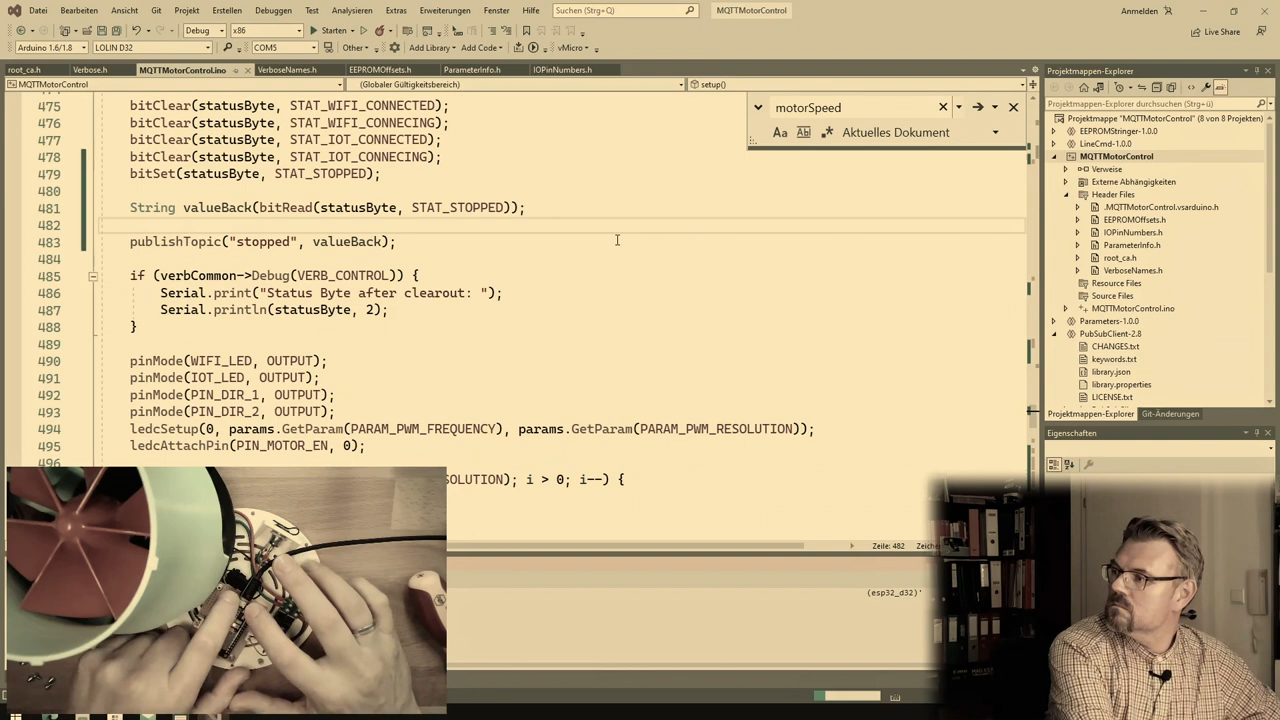 Datei Bearbeiten Ansicht Git Projekt Erstellen Debuggen Test Analysieren Erweiterungen Fenster Hilfe Suchen (Strg+Q) MQTTMotorControl Anmelden
Debug x86 Starten Live Share
Arduino 1.6/1.8 LOLIN D32 COM5 Other Add Library Add Code vMicro
root_ca.h Verbose.h MQTTMotorControl.ino VerboseNames.h EEPROMOffsets.h ParameterInfo.h IOPinNumbers.h
MQTTMotorControl (Globaler Gültigkeitsbereich) setup()
motorSpeed
Aktuelles Dokument
475 bitClear(statusByte, STAT_WIFI_CONNECTED);
476 bitClear(statusByte, STAT_WIFI_CONNECING);
477 bitClear(statusByte, STAT_IOT_CONNECTED);
478 bitClear(statusByte, STAT_IOT_CONNECING);
479 bitSet(statusByte, STAT_STOPPED);
480
481 String valueBack(bitRead(statusByte, STAT_STOPPED));
482
483 publishTopic("stopped", valueBack);
484
485 if (verbCommon->Debug(VERB_CONTROL)) {
486 Serial.print("Status Byte after clearout: ");
487 Serial.println(statusByte, 2);
488 }
489
490 pinMode(WIFI_LED, OUTPUT);
491 pinMode(IOT_LED, OUTPUT);
492 pinMode(PIN_DIR_1, OUTPUT);
493 pinMode(PIN_DIR_2, OUTPUT);
494 ledcSetup(0, params.GetParam(PARAM_PWM_FREQUENCY), params.GetParam(PARAM_PWM_RESOLUTION));
495 ledcAttachPin(PIN_MOTOR_EN, 0);
496
i > 0; i--) {
Zeile: 482
(esp32_d32)'
Projektmappen-Explorer
Projektmappen-Explorer durchsuchen (Strg+ü)
Projektmappe "MQTTMotorControl" (8 von 8 Projekten)
EEPROMStringer-1.0.0
LineCmd-1.0.0
MQTTMotorControl
Verweise
Externe Abhängigkeiten
Header Files
.MQTTMotorControl.vsarduino.h
EEPROMOffsets.h
IOPinNumbers.h
ParameterInfo.h
root_ca.h
VerboseNames.h
Resource Files
Source Files
MQTTMotorControl.ino
Parameters-1.0.0
PubSubClient-2.8
CHANGES.txt
keywords.txt
library.json
library.properties
LICENSE.txt
Projektmappen-Explorer Git-Änderungen
Eigenschaften